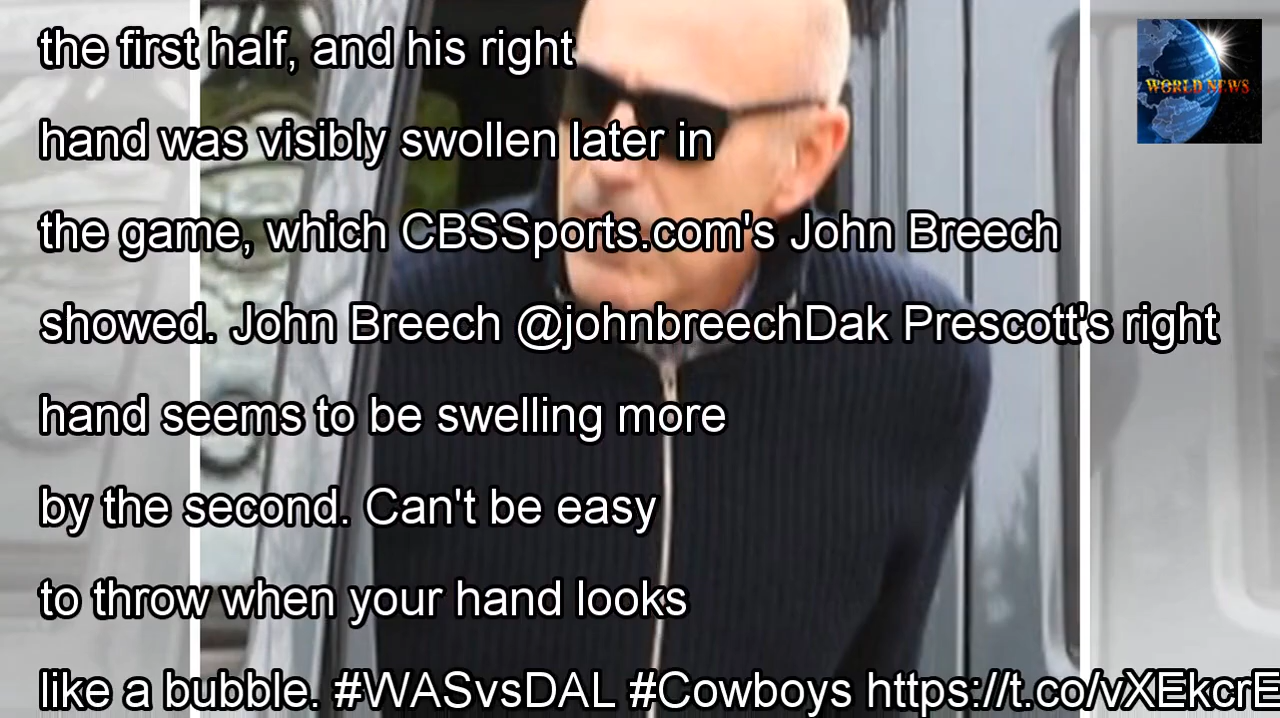 the first half, and his right
WORLD NEWS
hand was visibly swollen later in
the game, which CBSSports.com's John Breech
showed. John Breech @johnbreechDak Prescott's right
hand seems to be swelling more
by the second. Can't be easy
to throw when your hand looks
like a bubble. #WASvsDAL #Cowboys https://t.co/vXEkcrE